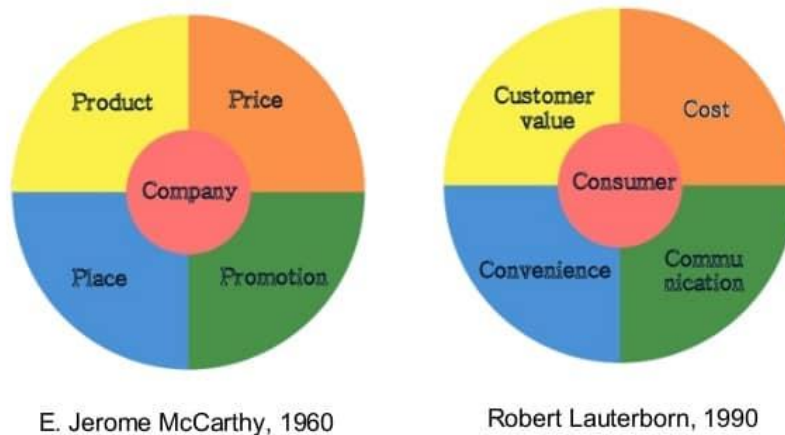 Product
Price
Company
Place
Promotion
E. Jerome McCarthy, 1960
Customer
value
Cost
Consumer
Convenience
Commu
nication
Robert Lauterborn, 1990